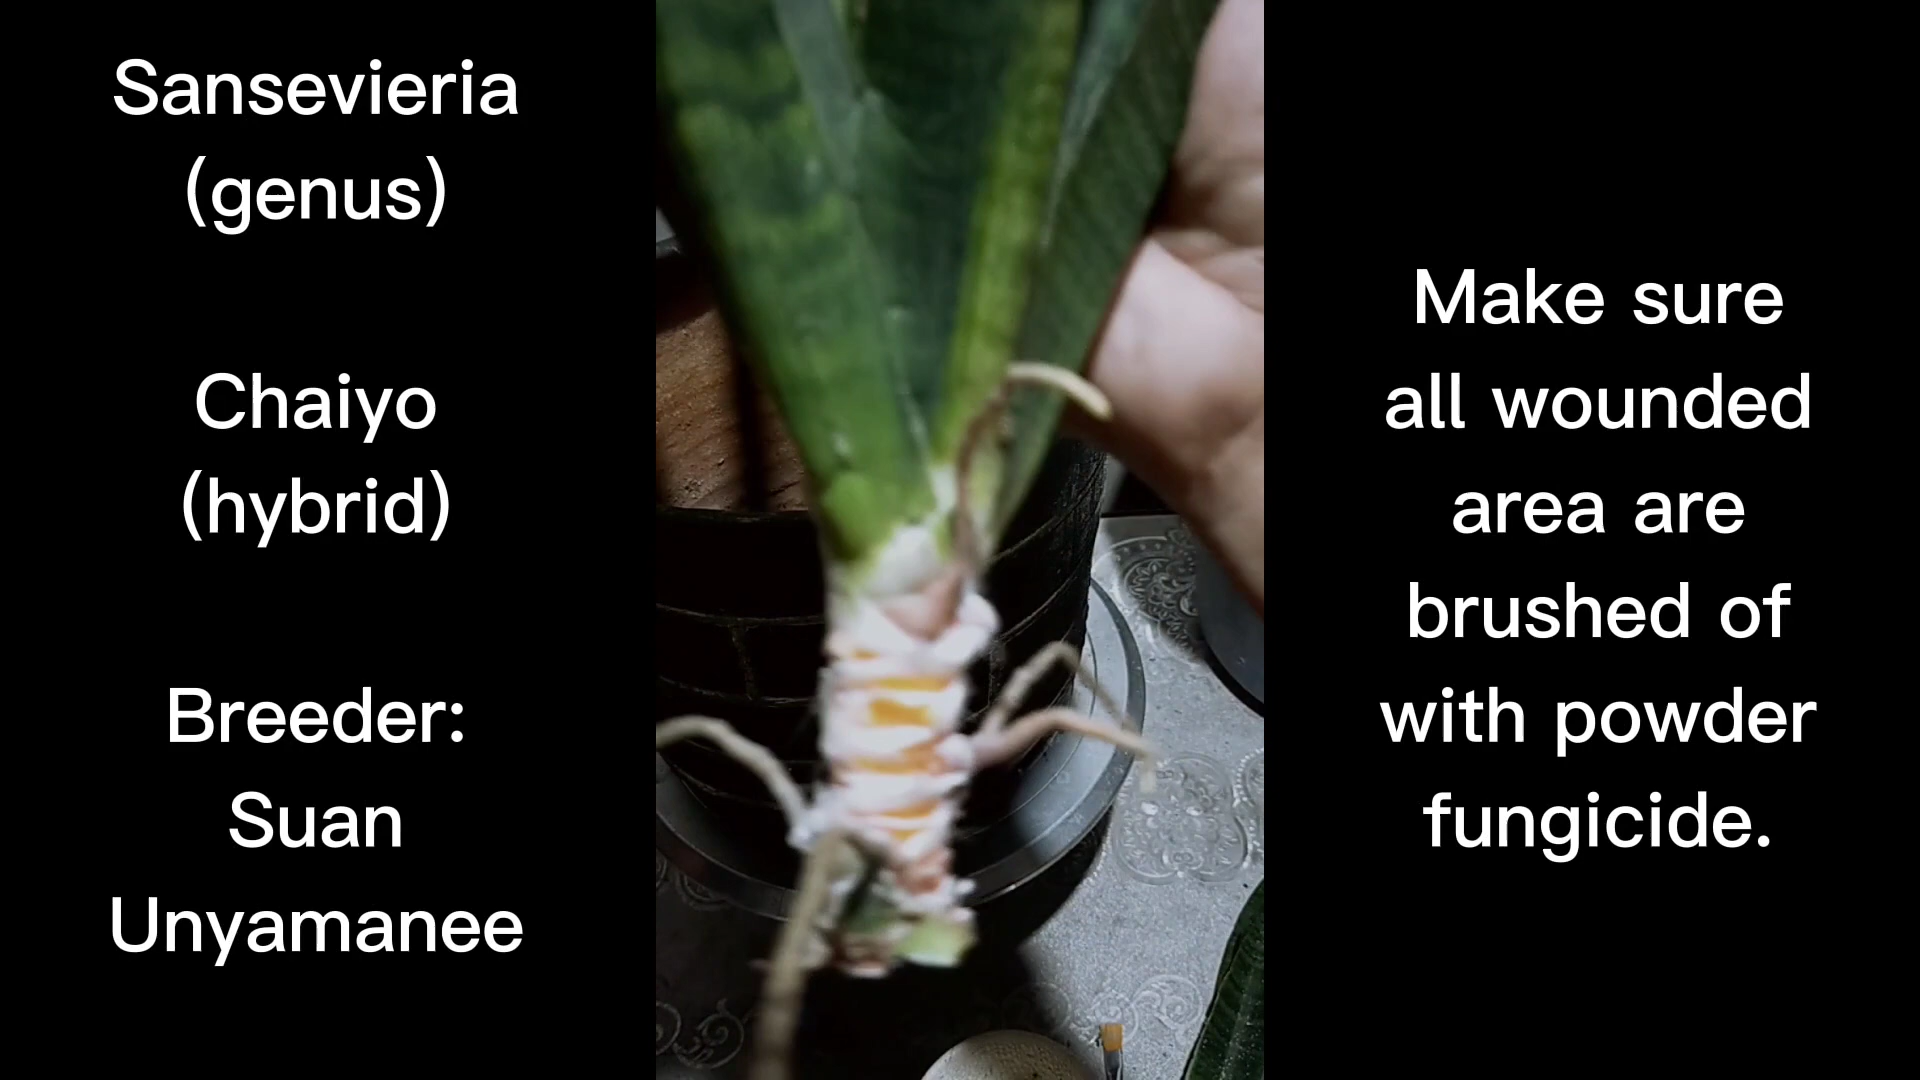 Sansevieria
(genus)
Chaiyo
(hybrid)
Breeder:
Suan
Unyamanee
Make sure
all wounded
area are
brushed of
with powder
fungicide.